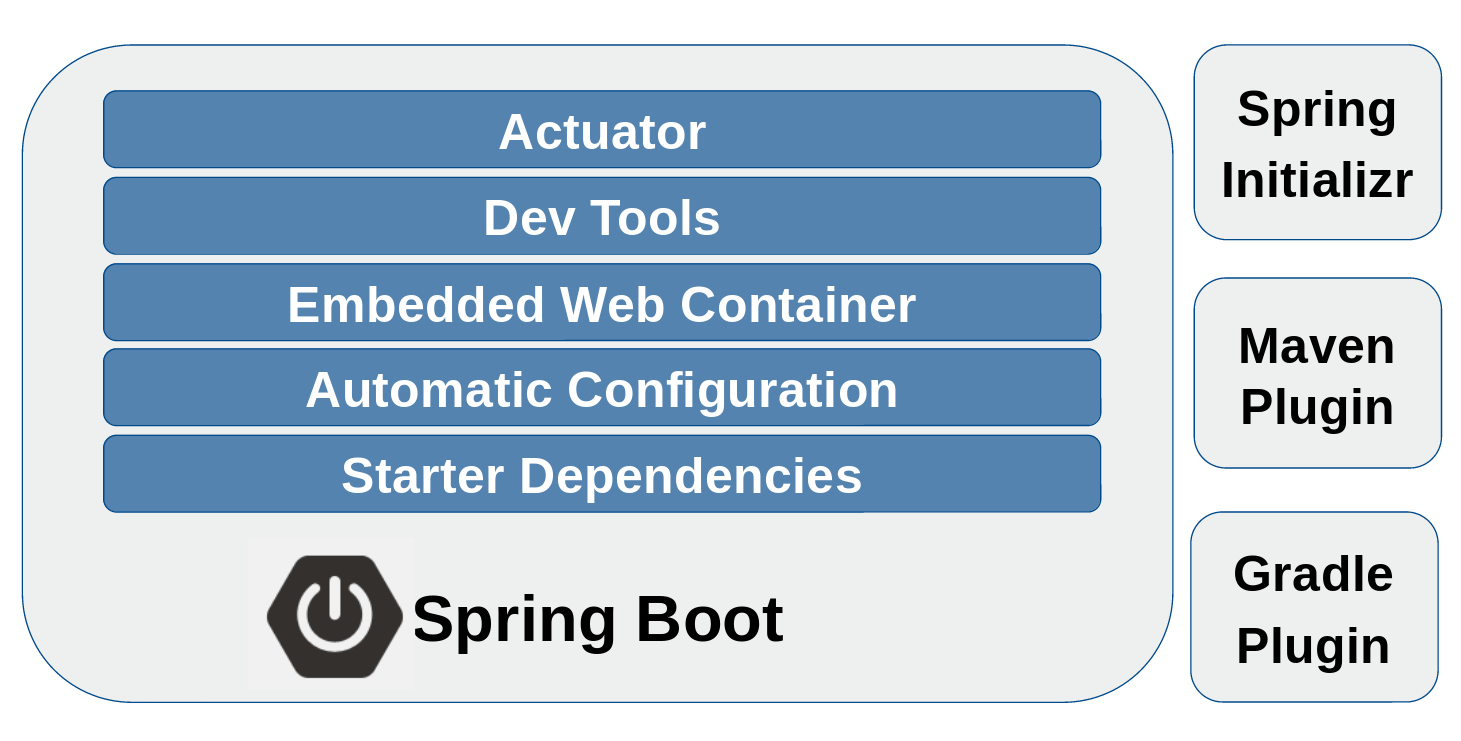 Actuator
Dev Tools
Embedded Web Container
Automatic Configuration
Starter Dependencies
Spring Boot
Spring
Initializr
Maven
Plugin
Gradle
Plugin